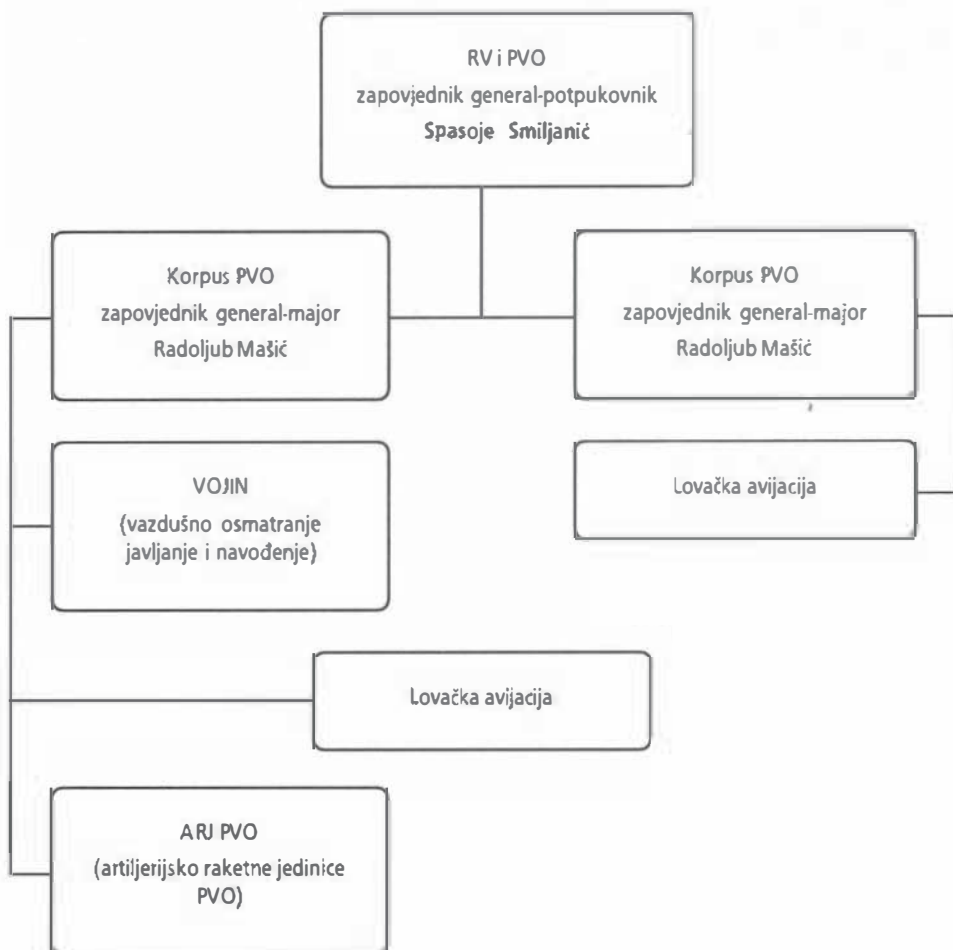 RV i PVO
zapovjednik general-potpukovnik
Spasoje Smiljanić
Korpus PVO
zapovjednik general-major
Radoljub Mašić
Korpus PVO
zapovjednik general-major
Radoljub Mašić
VOJIN
(vazdušno osmatranje
javljanje i navođenje)
Lovačka avijacija
Lovačka avijacija
ARJ PVO
(artiljerijsko raketne jedinice
PVO)